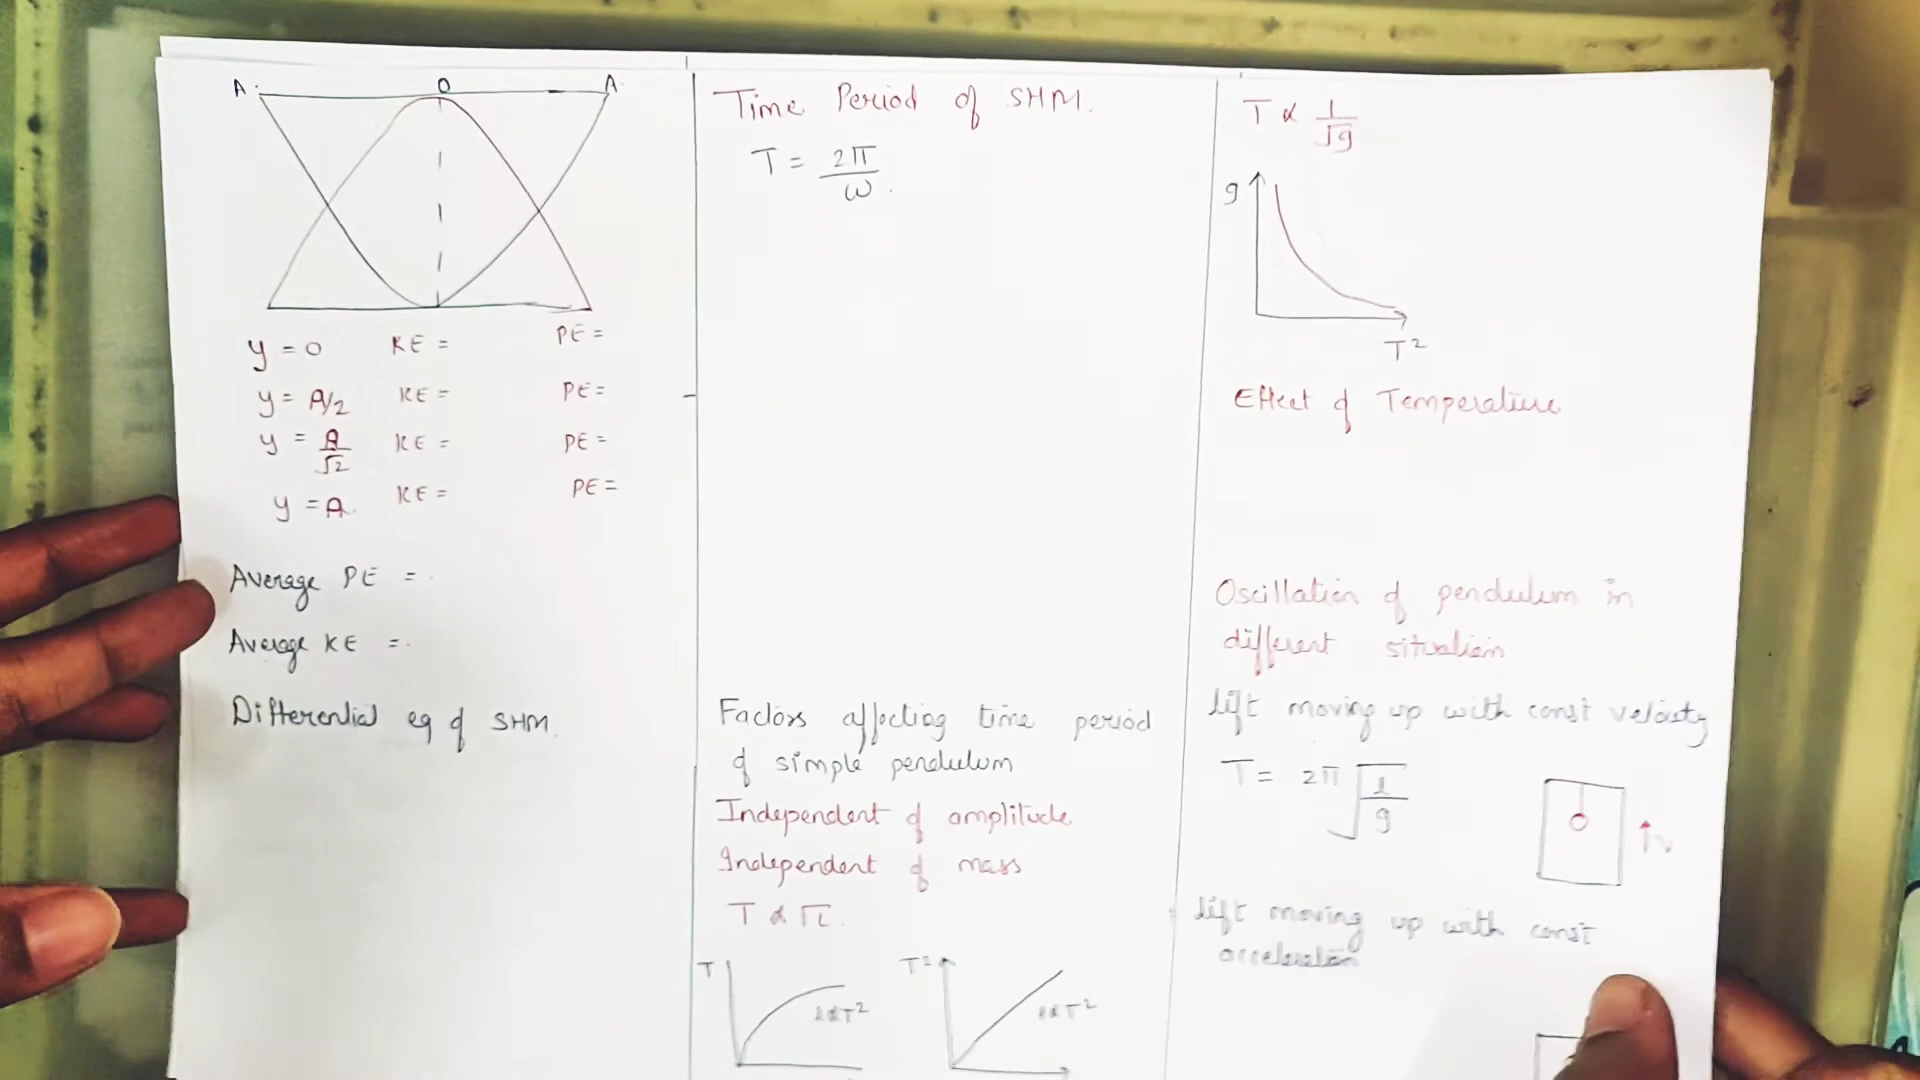 A. O A.
y = 0 KE = PE =
y = A/2 KE = PE =
y = A/√2 KE = PE =
y = A. KE = PE =
Average PE =
Average KE =
Differential eq of SHM.
Time Period of SHM.
T = 2π/ω.
Factors affecting time period
of simple pendulum
Independent of amplitude
Independent of mass
T ∝ √L.
T l∝T²
T² l∝T²
T ∝ 1/√g
g
T²
Effect of Temperature
Oscillation of pendulum in
different situation
lift moving up with const velocity
T = 2π √l/g
v
lift moving up with const
acceleration